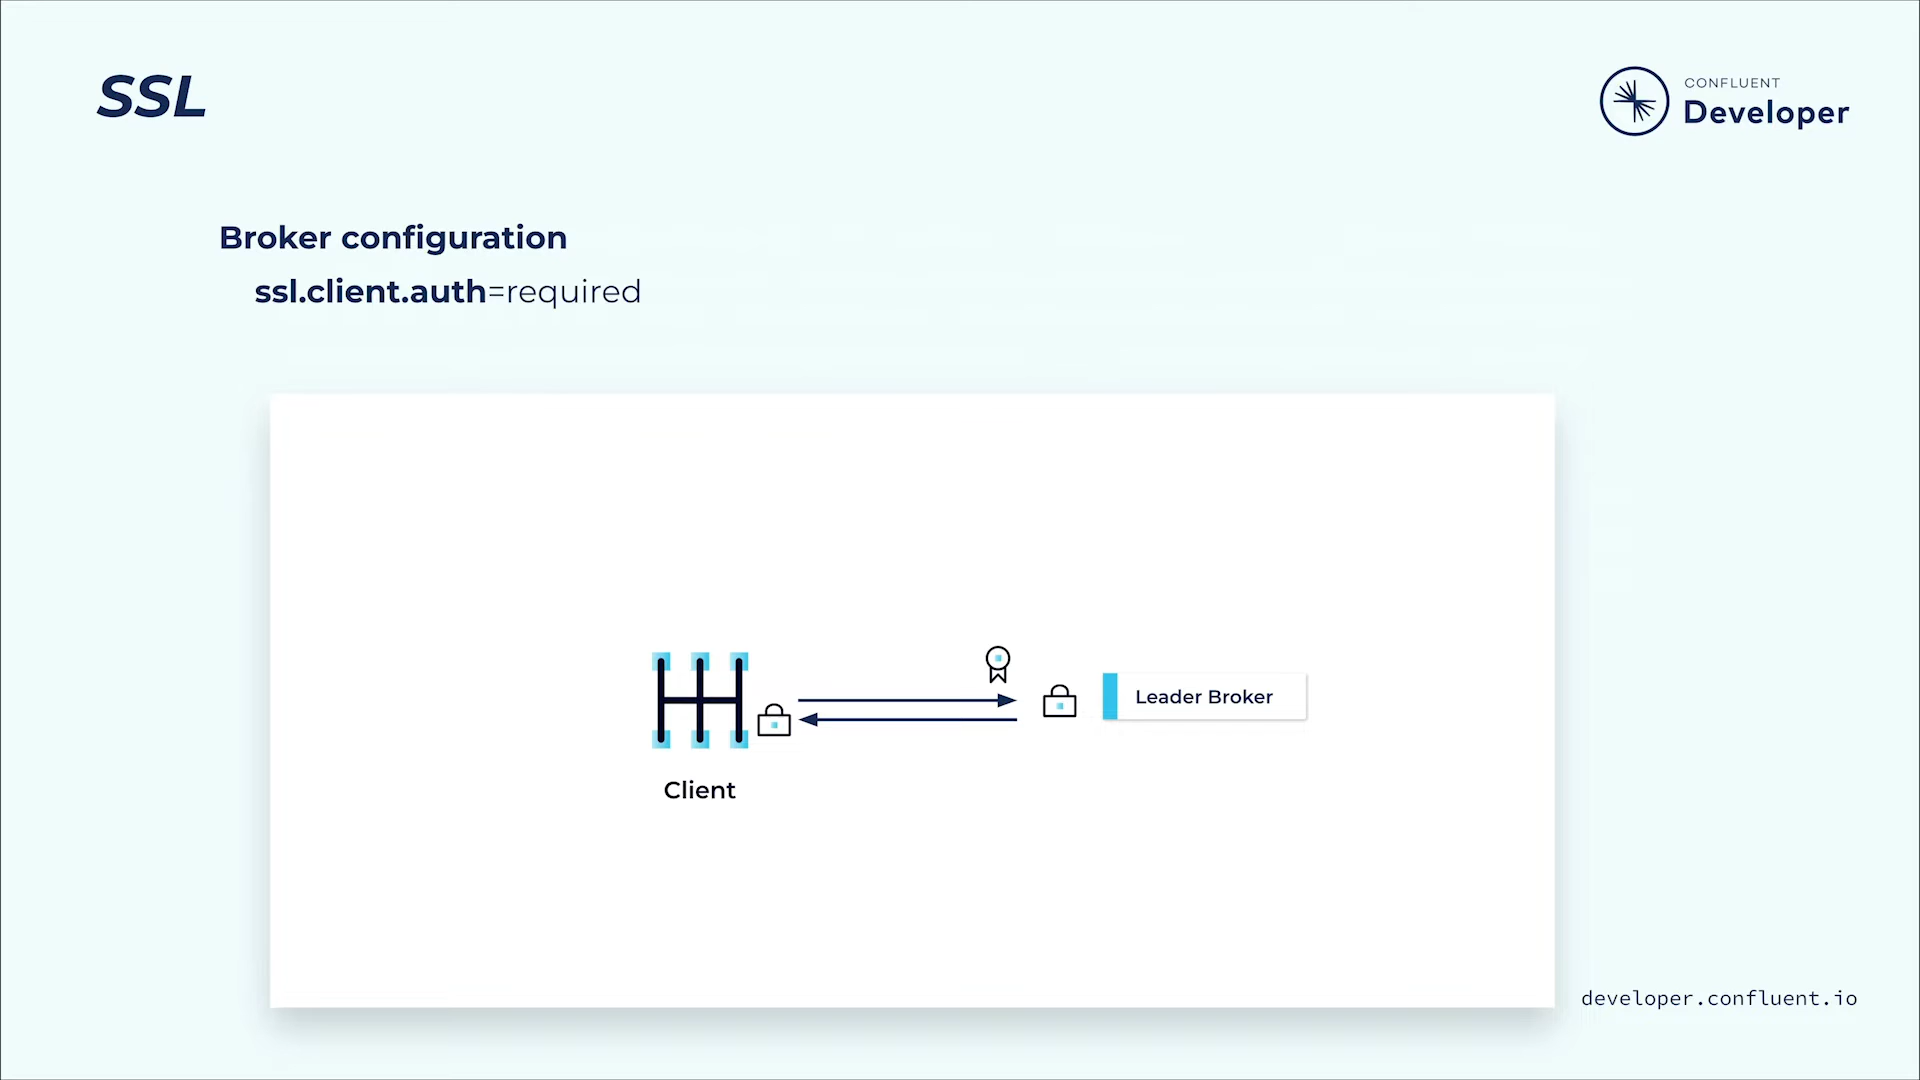 SSL
CONFLUENT
Developer
Broker configuration
ssl.client.auth=required
Leader Broker
Client
developer.confluent.io